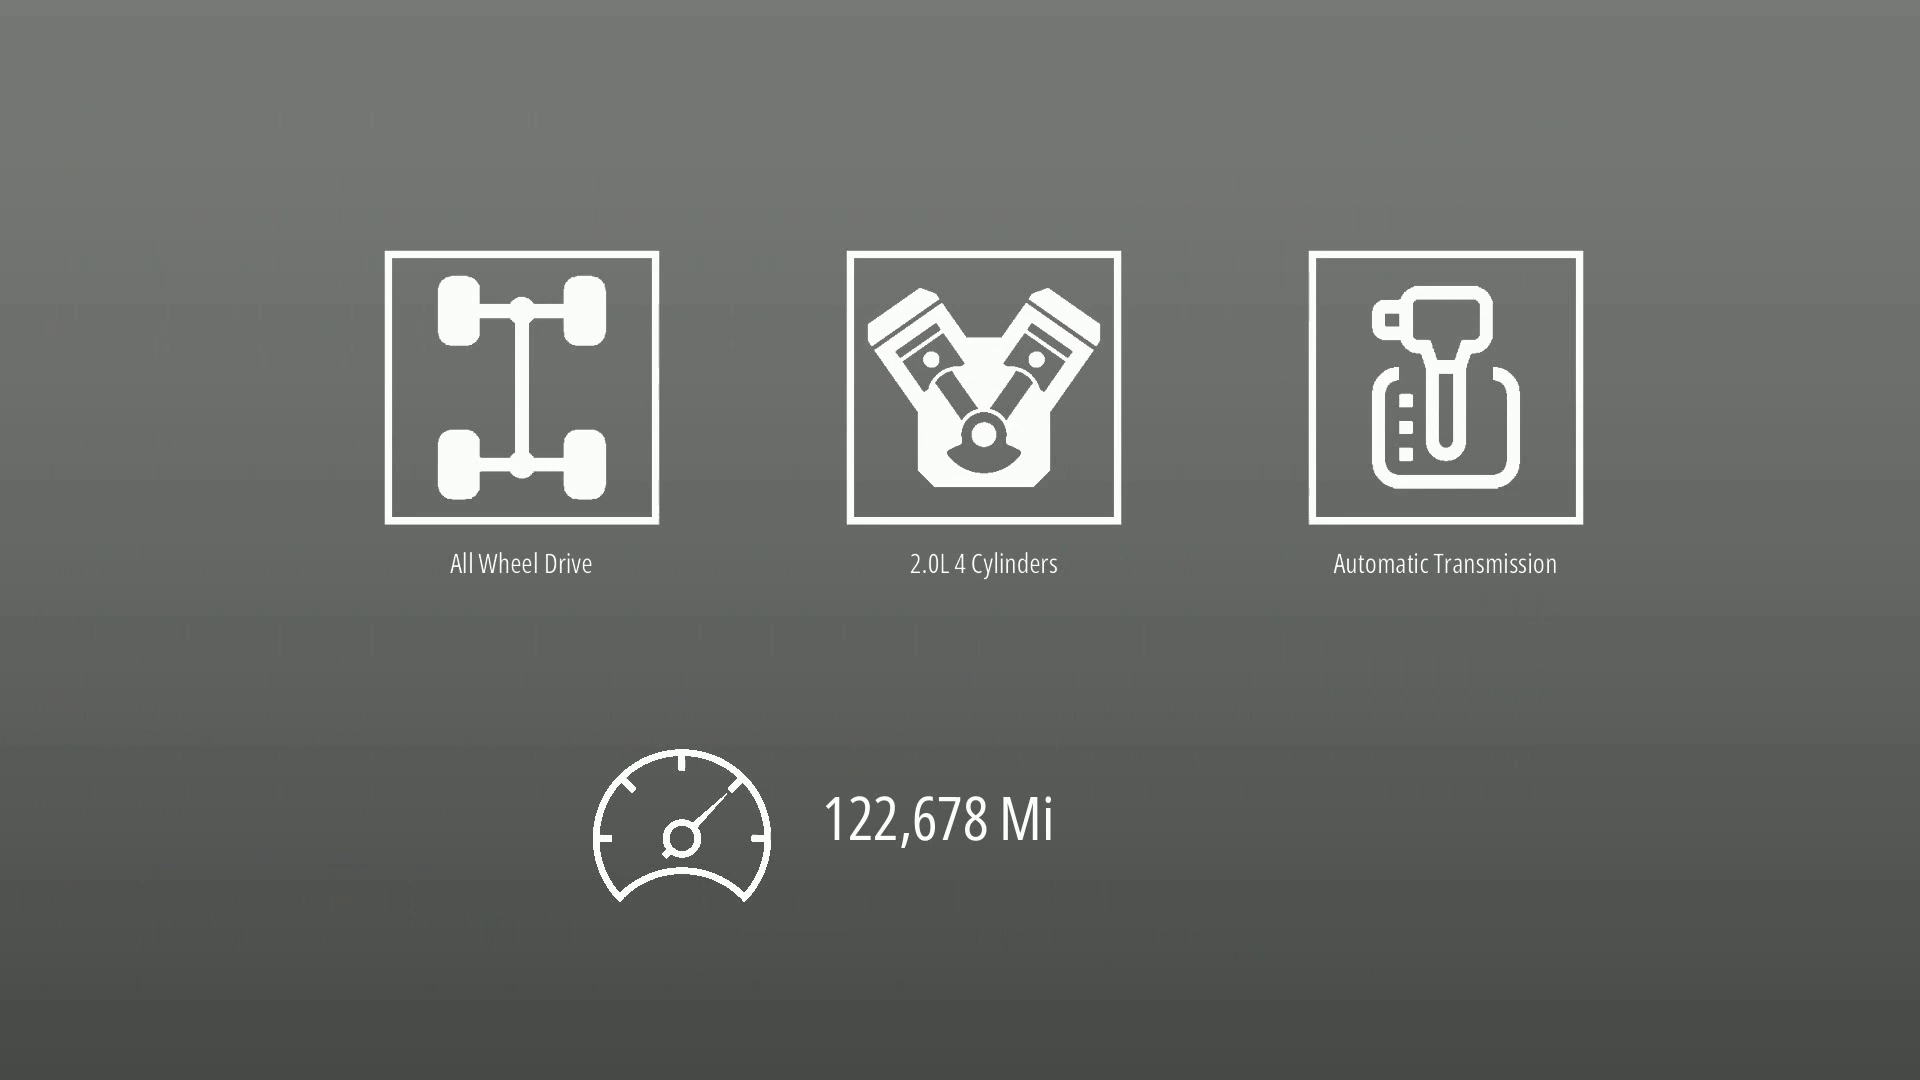 All Wheel Drive
2.0L 4 Cylinders
Automatic Transmission
122,678 Mi